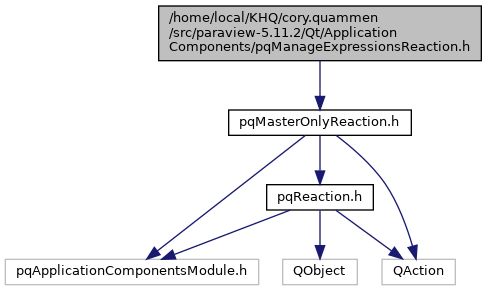 /home/local/KHQ/cory.quammen
/src/paraview-5.11.2/Qt/Application
Components/pqManageExpressionsReaction.h
pqMasterOnlyReaction.h
pqReaction.h
pqApplicationComponentsModule.h
QObject
QAction